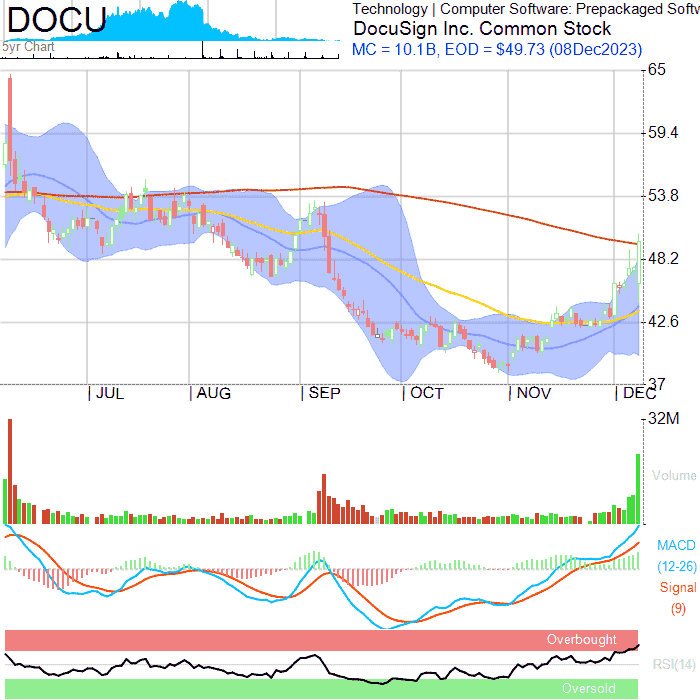 DOCU
5yr Chart
Technology | Computer Software: Prepackaged Softw
DocuSign Inc. Common Stock
MC = 10.1B, EOD = $49.73 (08Dec2023)
65
59.4
53.8
48.2
42.6
37
JUL AUG SEP OCT NOV DEC
32M
Volume
MACD
(12-26)
Signal
(9)
Overbought
RSI(14)
Oversold